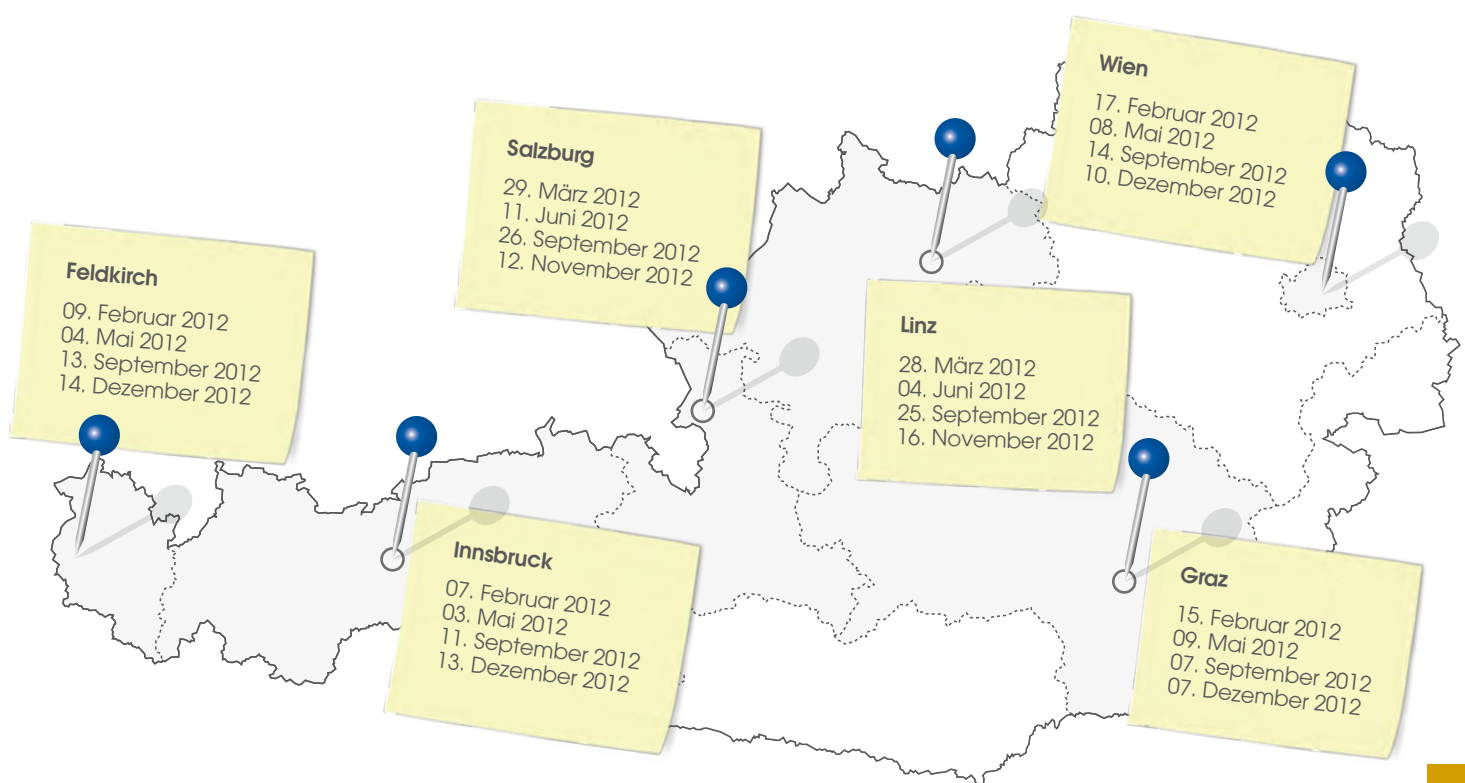 Wien
17. Februar 2012
08. Mai 2012
14. September 2012
10. Dezember 2012
Salzburg
29. März 2012
11. Juni 2012
26. September 2012
12. November 2012
Feldkirch
09. Februar 2012
04. Mai 2012
13. September 2012
14. Dezember 2012
Linz
28. März 2012
04. Juni 2012
25. September 2012
16. November 2012
Innsbruck
07. Februar 2012
03. Mai 2012
11. September 2012
13. Dezember 2012
Graz
15. Februar 2012
09. Mai 2012
07. September 2012
07. Dezember 2012